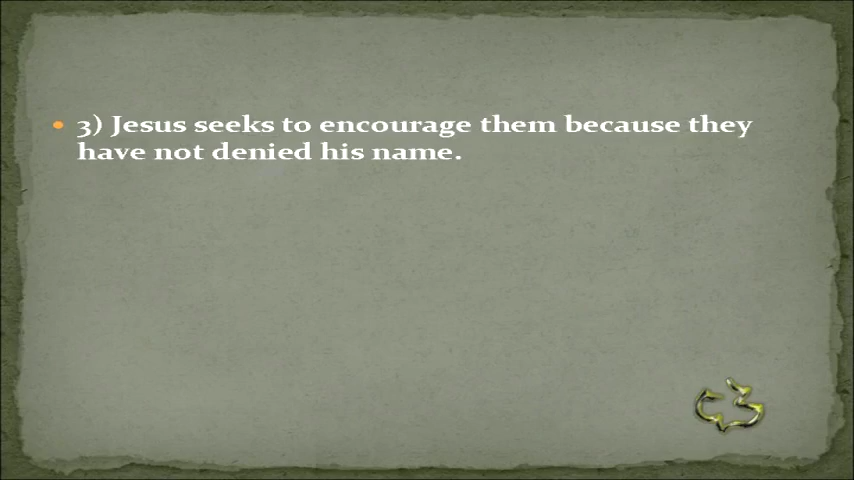 • 3) Jesus seeks to encourage them because they
have not denied his name.